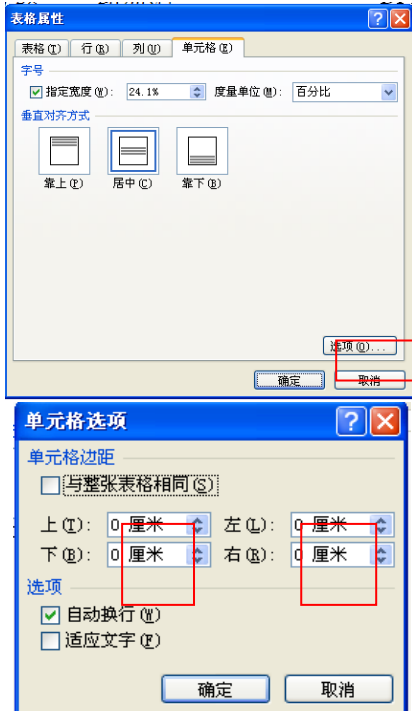 表格属性
表格(T) 行(R) 列(U) 单元格(E)
字号
指定宽度(W): 24.1% 度量单位(M): 百分比
垂直对齐方式
靠上(P) 居中(C) 靠下(B)
选项(O)...
确定 取消
单元格选项
单元格边距
与整张表格相同(S)
上(T): 0 厘米 左(L): 0 厘米
下(B): 0 厘米 右(R): 0 厘米
选项
自动换行(W)
适应文字(F)
确定 取消